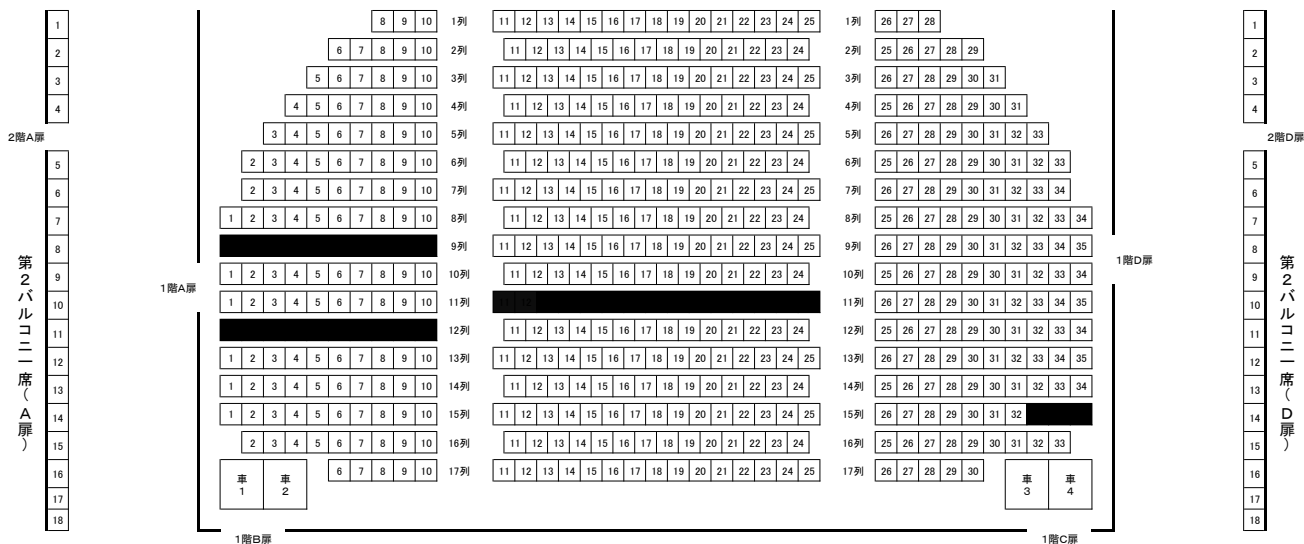 1
2
3
4
2階A扉
5
6
7
8
9
10
11
12
13
14
15
16
17
18
第2バルコニー席(A扉)
8 9 10 1列 11 12 13 14 15 16 17 18 19 20 21 22 23 24 25 1列 26 27 28
6 7 8 9 10 2列 11 12 13 14 15 16 17 18 19 20 21 22 23 24 2列 25 26 27 28 29
5 6 7 8 9 10 3列 11 12 13 14 15 16 17 18 19 20 21 22 23 24 25 3列 26 27 28 29 30 31
4 5 6 7 8 9 10 4列 11 12 13 14 15 16 17 18 19 20 21 22 23 24 4列 25 26 27 28 29 30 31
3 4 5 6 7 8 9 10 5列 11 12 13 14 15 16 17 18 19 20 21 22 23 24 25 5列 26 27 28 29 30 31 32 33
2 3 4 5 6 7 8 9 10 6列 11 12 13 14 15 16 17 18 19 20 21 22 23 24 6列 25 26 27 28 29 30 31 32 33
2 3 4 5 6 7 8 9 10 7列 11 12 13 14 15 16 17 18 19 20 21 22 23 24 25 7列 26 27 28 29 30 31 32 33 34
1 2 3 4 5 6 7 8 9 10 8列 11 12 13 14 15 16 17 18 19 20 21 22 23 24 8列 25 26 27 28 29 30 31 32 33 34
9列 11 12 13 14 15 16 17 18 19 20 21 22 23 24 25 9列 26 27 28 29 30 31 32 33 34 35
1階A扉
1階D扉
1 2 3 4 5 6 7 8 9 10 10列 11 12 13 14 15 16 17 18 19 20 21 22 23 24 10列 25 26 27 28 29 30 31 32 33 34
1 2 3 4 5 6 7 8 9 10 11列 11 12 11列 26 27 28 29 30 31 32 33 34 35
12列 11 12 13 14 15 16 17 18 19 20 21 22 23 24 12列 25 26 27 28 29 30 31 32 33 34
1 2 3 4 5 6 7 8 9 10 13列 11 12 13 14 15 16 17 18 19 20 21 22 23 24 25 13列 26 27 28 29 30 31 32 33 34 35
1 2 3 4 5 6 7 8 9 10 14列 11 12 13 14 15 16 17 18 19 20 21 22 23 24 14列 25 26 27 28 29 30 31 32 33 34
1 2 3 4 5 6 7 8 9 10 15列 11 12 13 14 15 16 17 18 19 20 21 22 23 24 25 15列 26 27 28 29 30 31 32
2 3 4 5 6 7 8 9 10 16列 11 12 13 14 15 16 17 18 19 20 21 22 23 24 16列 25 26 27 28 29 30 31 32 33
車1 車2 6 7 8 9 10 17列 11 12 13 14 15 16 17 18 19 20 21 22 23 24 25 17列 26 27 28 29 30 車3 車4
1階B扉
1階C扉
1
2
3
4
2階D扉
5
6
7
8
9
10
11
12
13
14
15
16
17
18
第2バルコニー席(D扉)